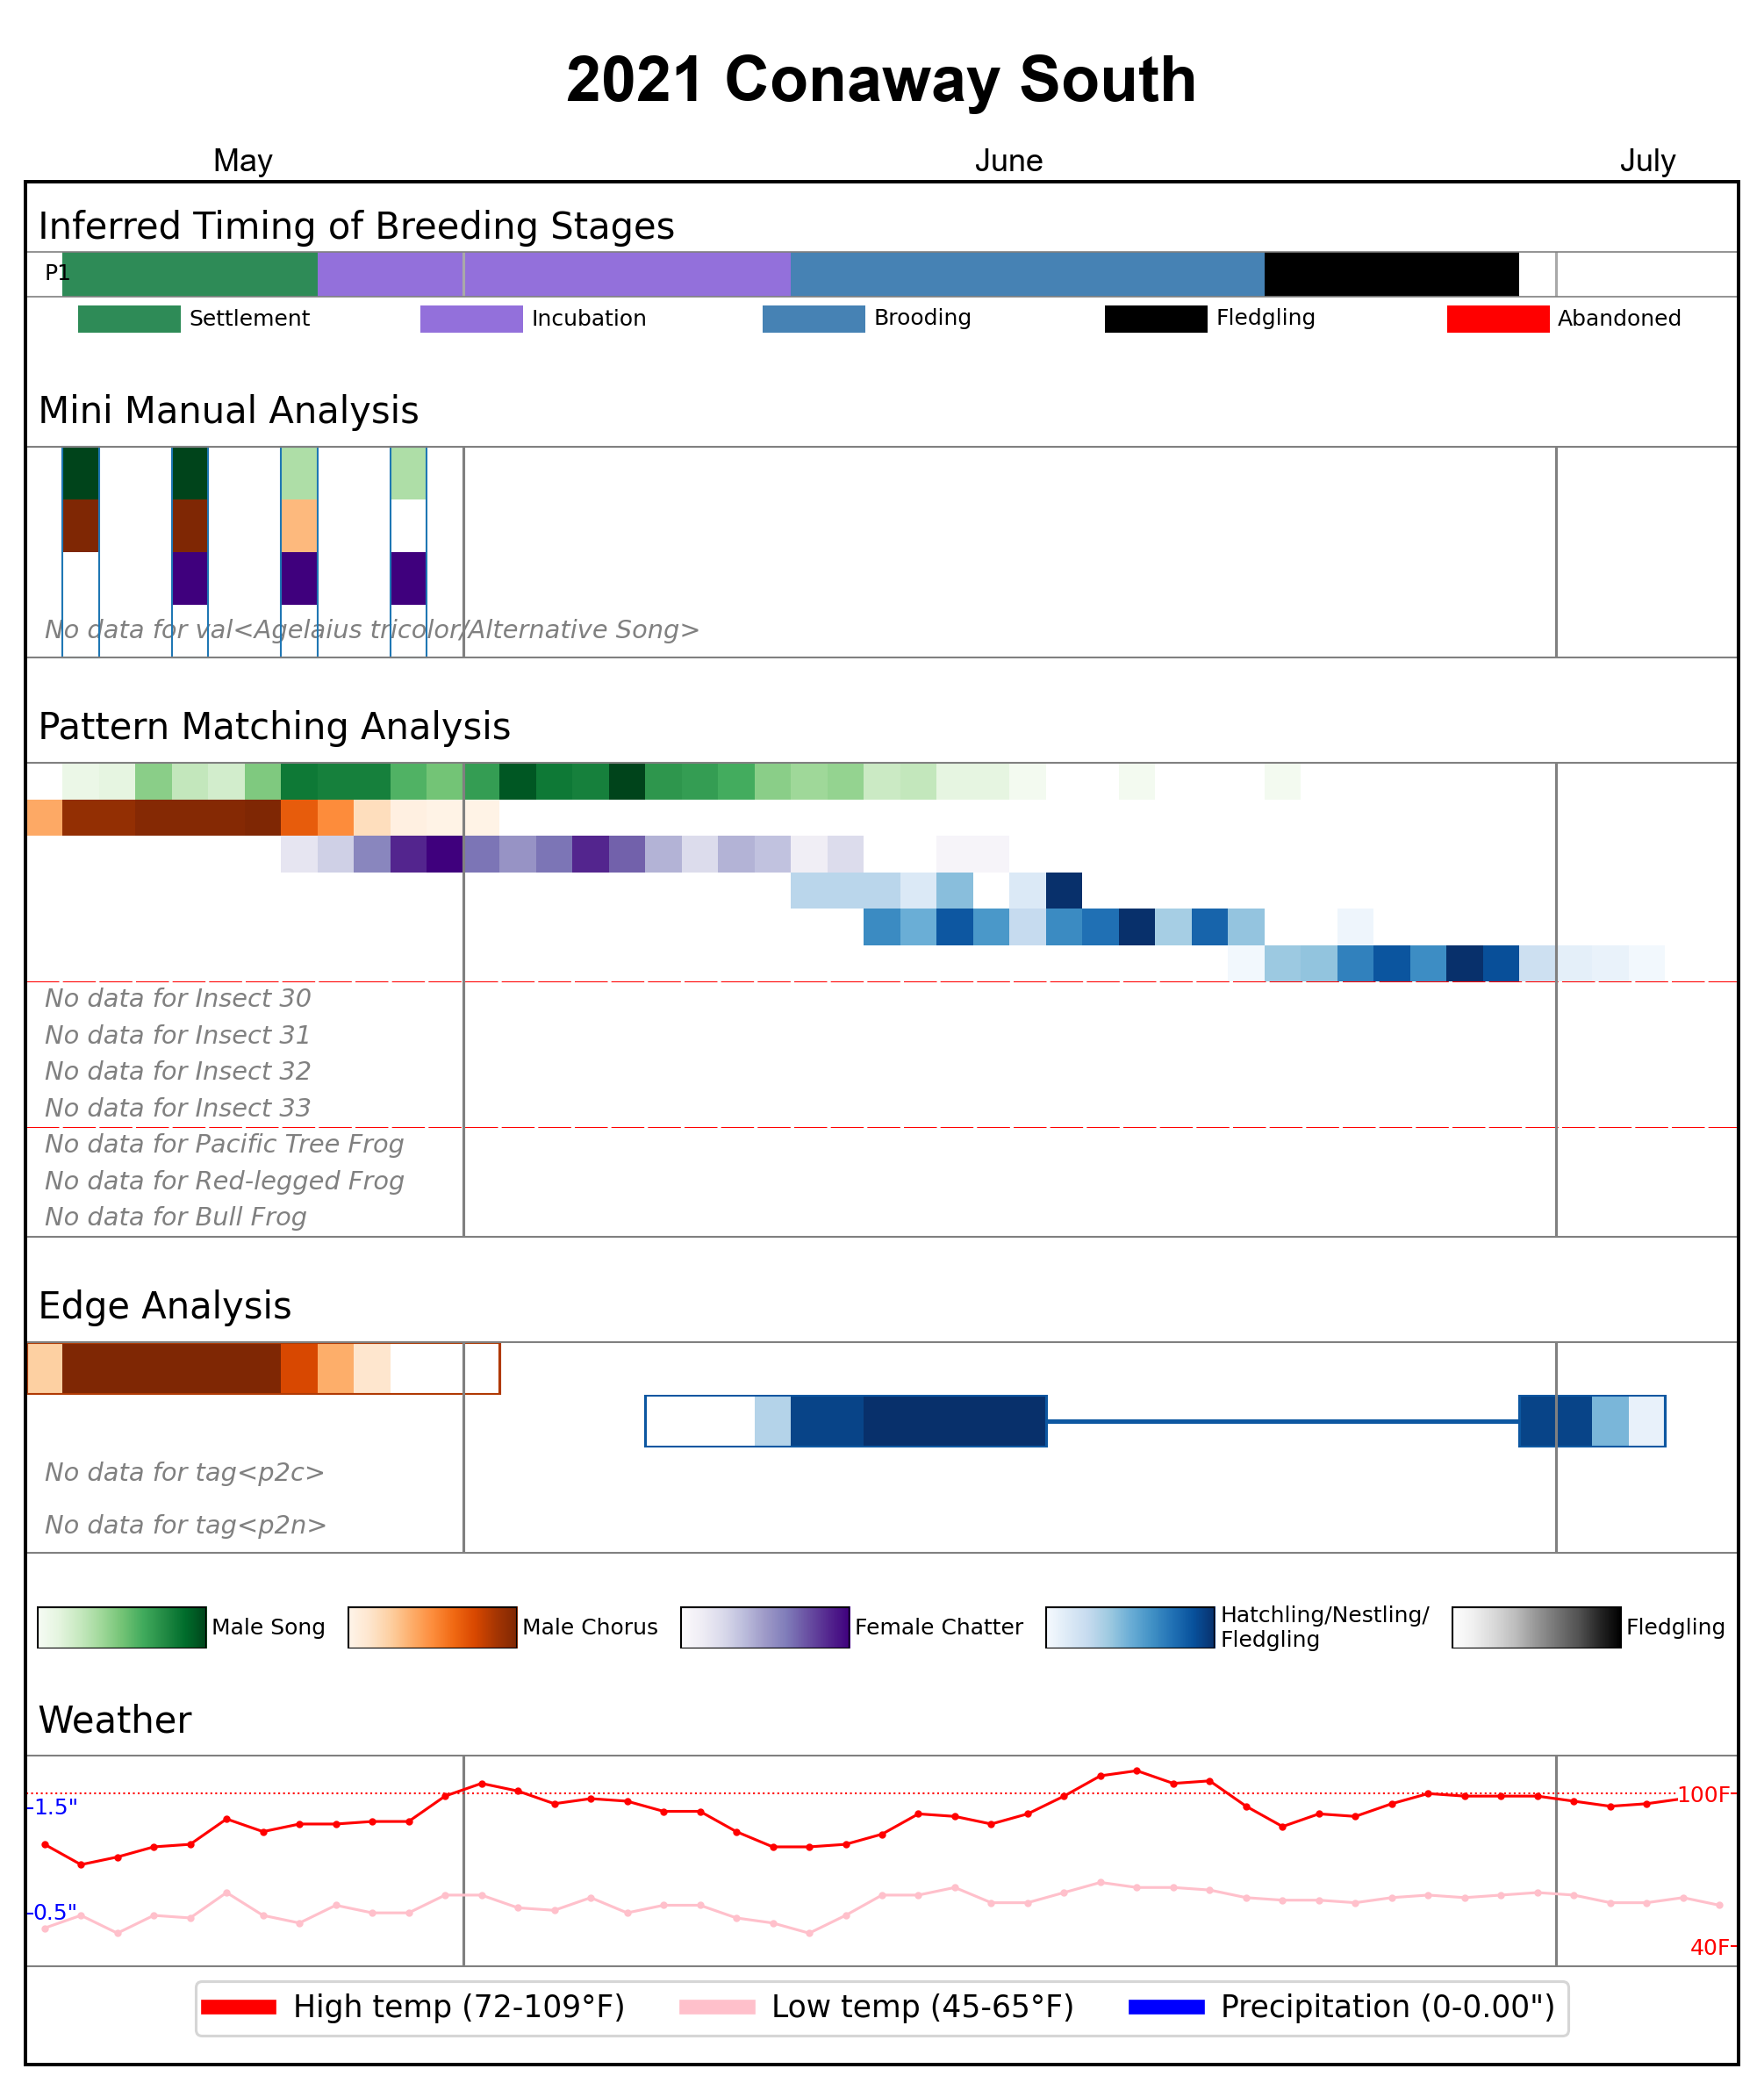 2021 Conaway South
May June July
Inferred Timing of Breeding Stages
P1
Settlement Incubation Brooding Fledgling Abandoned
Mini Manual Analysis
No data for val<Agelaius tricolor/Alternative Song>
Pattern Matching Analysis
No data for Insect 30
No data for Insect 31
No data for Insect 32
No data for Insect 33
No data for Pacific Tree Frog
No data for Red-legged Frog
No data for Bull Frog
Edge Analysis
No data for tag<p2c>
No data for tag<p2n>
Male Song Male Chorus Female Chatter Hatchling/Nestling/
Fledgling Fledgling
Weather
1.5" 100F
0.5"
40F
High temp (72-109°F) Low temp (45-65°F) Precipitation (0-0.00")